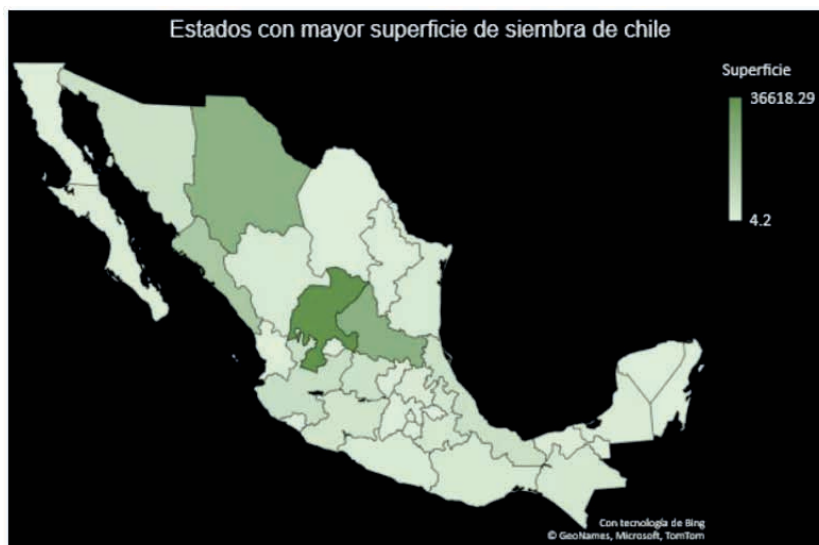 Estados con mayor superficie de siembra de chile
Superficie
36618.29
4.2
Con tecnología de Bing
© GeoNames, Microsoft, TomTom